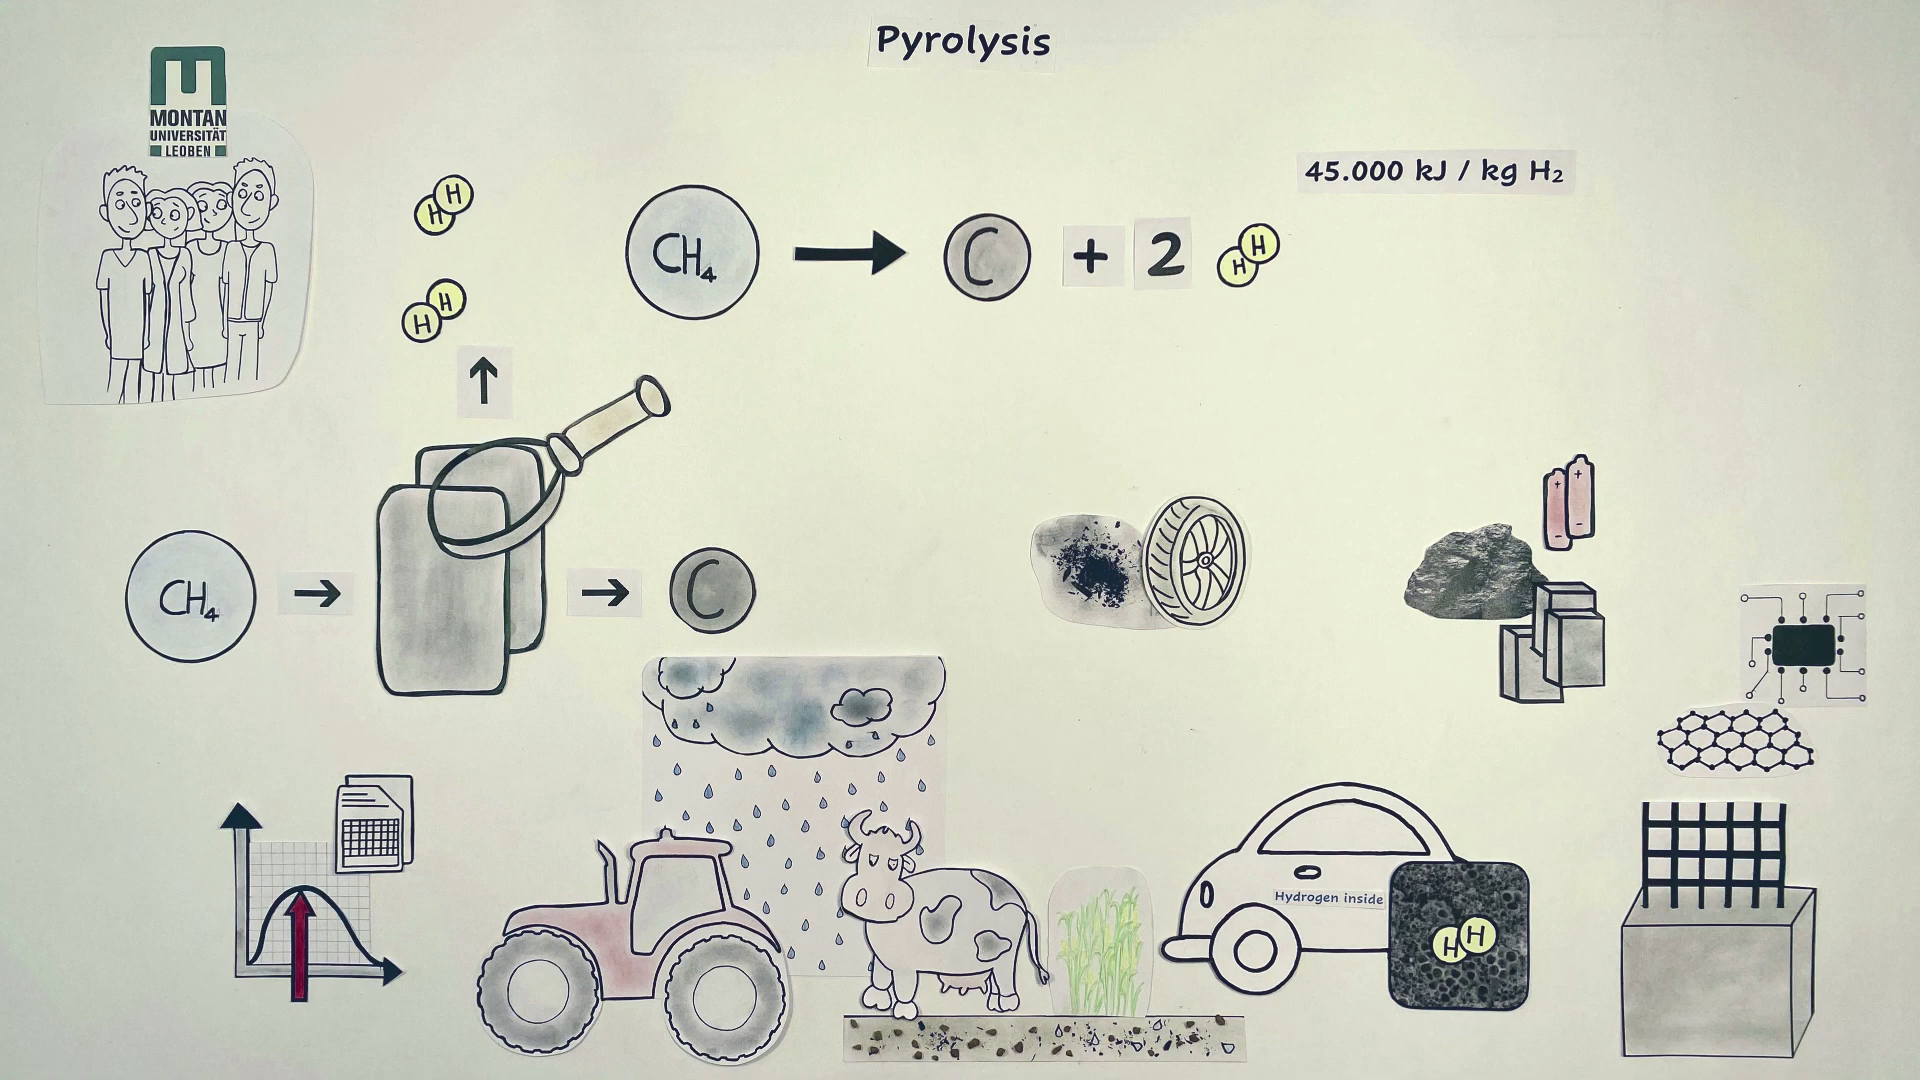 Pyrolysis
MONTAN
UNIVERSITÄT
LEOBEN
45.000 kJ / kg H₂
H H
H H
CH₄ → C + 2 H H
↑
CH₄ → → C
+ +
- -
Hydrogen inside
H H